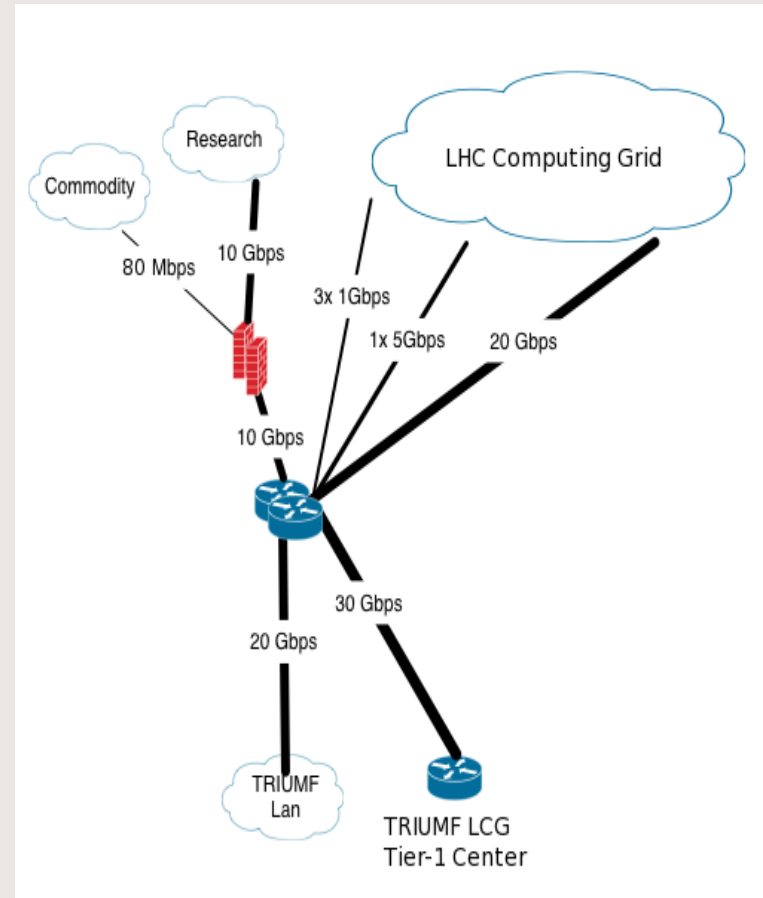 Research
LHC Computing Grid
Commodity
10 Gbps
80 Mbps
3x 1Gbps
1x 5Gbps
20 Gbps
10 Gbps
30 Gbps
20 Gbps
TRIUMF
Lan
TRIUMF LCG
Tier-1 Center